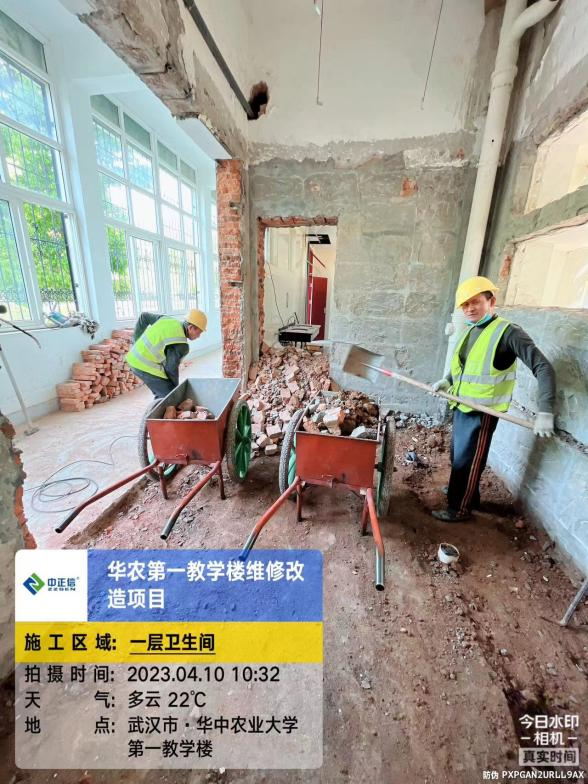 中正信
ZZSEN
华农第一教学楼维修改
造项目
施工区域: 一层卫生间
拍摄时间: 2023.04.10 10:32
天气: 多云 22℃
地点: 武汉市·华中农业大学
第一教学楼
今日水印
相机
真实时间
防伪 PXPGAN2URLL9AX